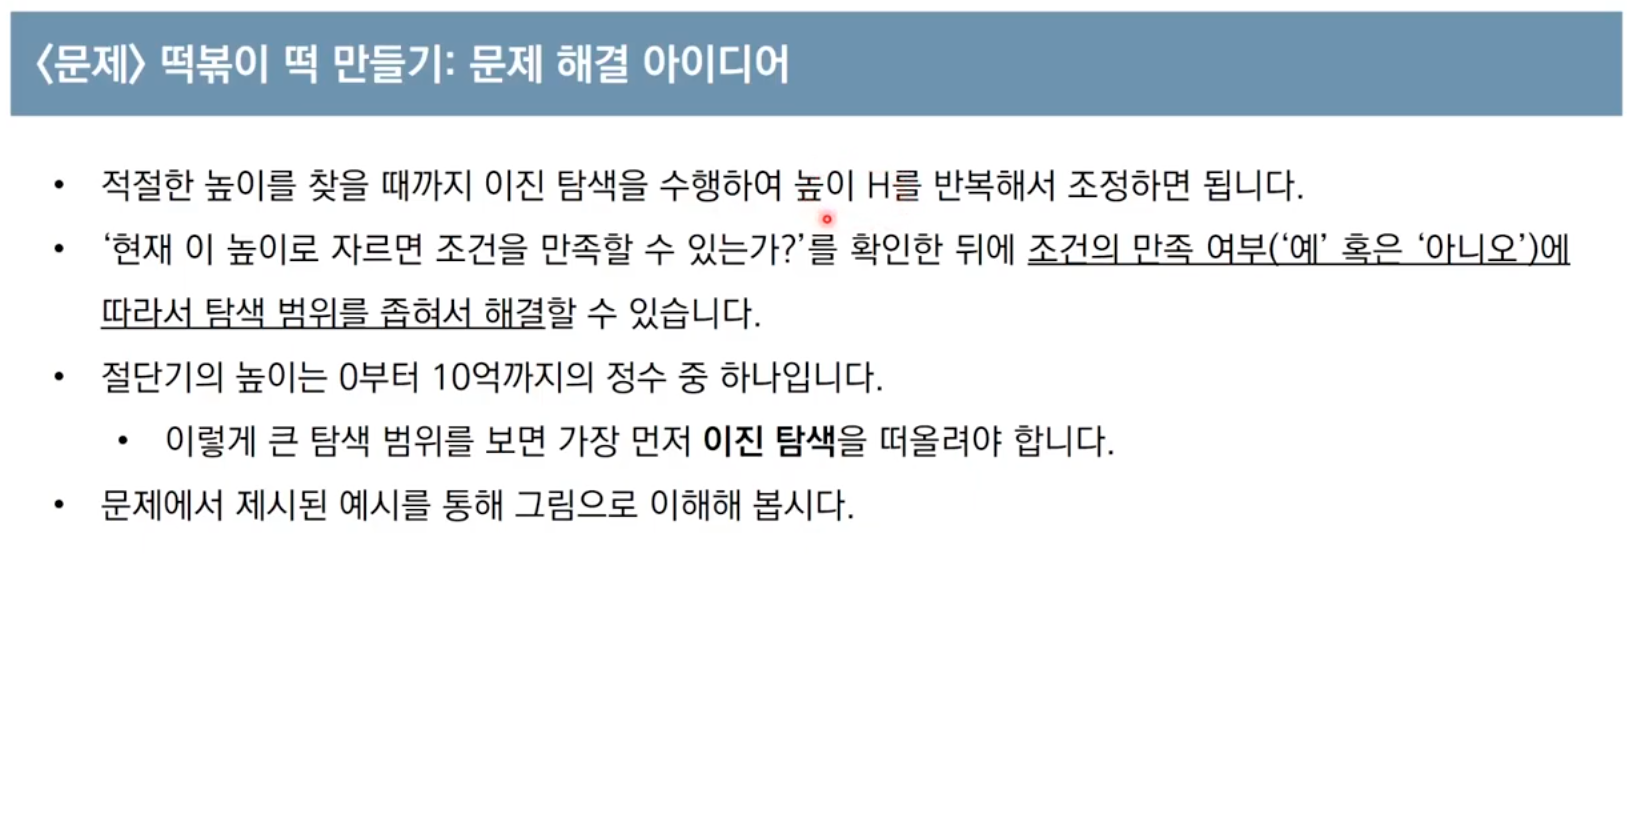 <문제> 떡볶이 떡 만들기: 문제 해결 아이디어
• 적절한 높이를 찾을 때까지 이진 탐색을 수행하여 높이 H를 반복해서 조정하면 됩니다.
• ‘현재 이 높이로 자르면 조건을 만족할 수 있는가?’를 확인한 뒤에 조건의 만족 여부(‘예’ 혹은 ‘아니오’)에
따라서 탐색 범위를 좁혀서 해결할 수 있습니다.
• 절단기의 높이는 0부터 10억까지의 정수 중 하나입니다.
• 이렇게 큰 탐색 범위를 보면 가장 먼저 이진 탐색을 떠올려야 합니다.
• 문제에서 제시된 예시를 통해 그림으로 이해해 봅시다.